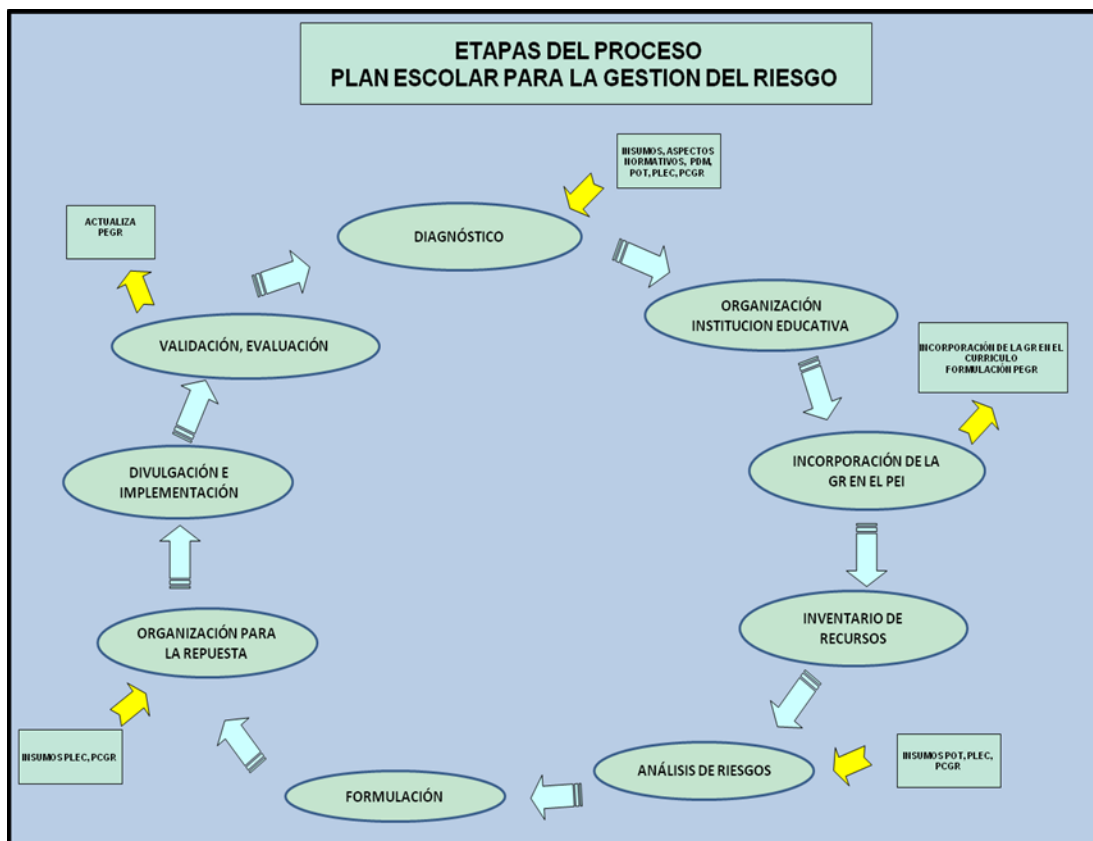 ETAPAS DEL PROCESO
PLAN ESCOLAR PARA LA GESTION DEL RIESGO
INSUMOS, ASPECTOS
NORMATIVOS, PDM,
POT, PLEC, PCGR
DIAGNÓSTICO
ORGANIZACIÓN
INSTITUCION EDUCATIVA
INCORPORACIÓN DE LA GR EN EL
CURRICULO
FORMULACIÓN PEGR
INCORPORACIÓN DE LA
GR EN EL PEI
INVENTARIO DE
RECURSOS
INSUMOS POT, PLEC,
PCGR
ANÁLISIS DE RIESGOS
FORMULACIÓN
INSUMOS PLEC, PCGR
ORGANIZACIÓN PARA
LA REPUESTA
DIVULGACIÓN E
IMPLEMENTACIÓN
VALIDACIÓN, EVALUACIÓN
ACTUALIZA
PEGR